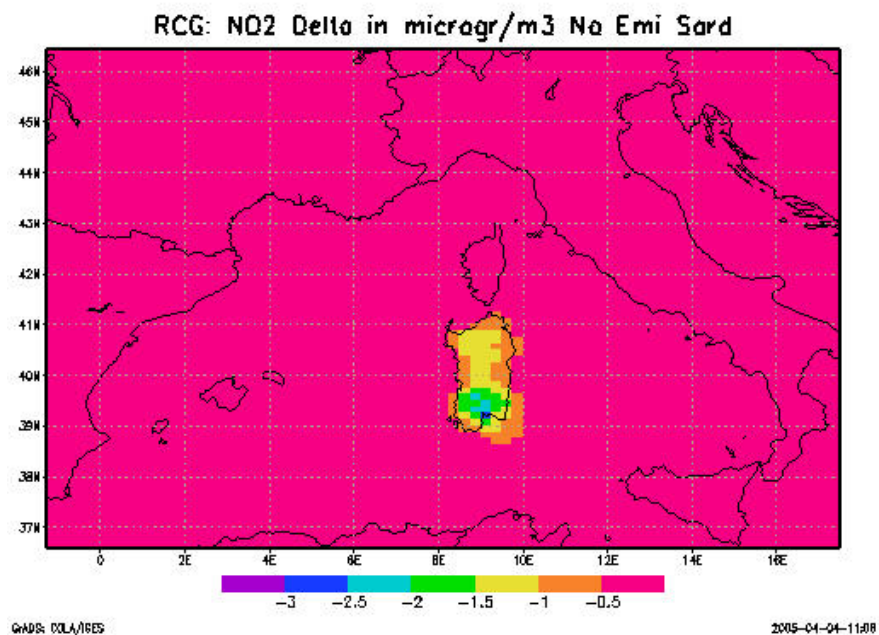 RCG: NO2 Delta in microgr/m3 No Emi Sard
46N
45N
44N
43N
42N
41N
40N
39N
38N
37N
0 2E 4E 6E 8E 10E 12E 14E 16E
-3 -2.5 -2 -1.5 -1 -0.5
GrADS: COLA/IGES 2005-04-04-11:08